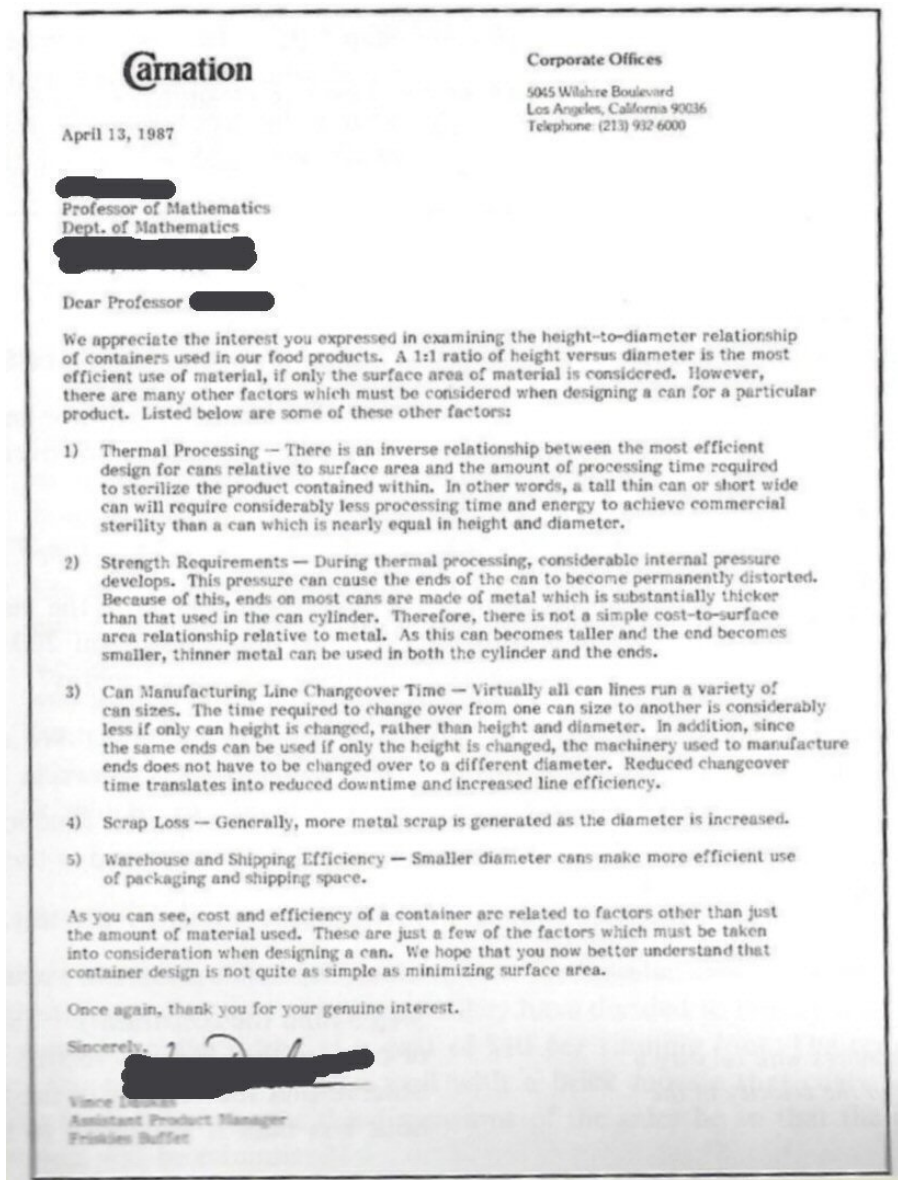 Carnation
Corporate Offices
5045 Wilshire Boulevard
Los Angeles, California 90036
Telephone: (213) 932-6000
April 13, 1987
Professor of Mathematics
Dept. of Mathematics
Dear Professor
We appreciate the interest you expressed in examining the height-to-diameter relationship
of containers used in our food products. A 1:1 ratio of height versus diameter is the most
efficient use of material, if only the surface area of material is considered. However,
there are many other factors which must be considered when designing a can for a particular
product. Listed below are some of these other factors:
1) Thermal Processing — There is an inverse relationship between the most efficient
design for cans relative to surface area and the amount of processing time required
to sterilize the product contained within. In other words, a tall thin can or short wide
can will require considerably less processing time and energy to achieve commercial
sterility than a can which is nearly equal in height and diameter.
2) Strength Requirements — During thermal processing, considerable internal pressure
develops. This pressure can cause the ends of the can to become permanently distorted.
Because of this, ends on most cans are made of metal which is substantially thicker
than that used in the can cylinder. Therefore, there is not a simple cost-to-surface
area relationship relative to metal. As this can becomes taller and the end becomes
smaller, thinner metal can be used in both the cylinder and the ends.
3) Can Manufacturing Line Changeover Time — Virtually all can lines run a variety of
can sizes. The time required to change over from one can size to another is considerably
less if only can height is changed, rather than height and diameter. In addition, since
the same ends can be used if only the height is changed, the machinery used to manufacture
ends does not have to be changed over to a different diameter. Reduced changeover
time translates into reduced downtime and increased line efficiency.
4) Scrap Loss — Generally, more metal scrap is generated as the diameter is increased.
5) Warehouse and Shipping Efficiency — Smaller diameter cans make more efficient use
of packaging and shipping space.
As you can see, cost and efficiency of a container are related to factors other than just
the amount of material used. These are just a few of the factors which must be taken
into consideration when designing a can. We hope that you now better understand that
container design is not quite as simple as minimizing surface area.
Once again, thank you for your genuine interest.
Sincerely,
Vince
Assistant Product Manager
Friskies Buffet